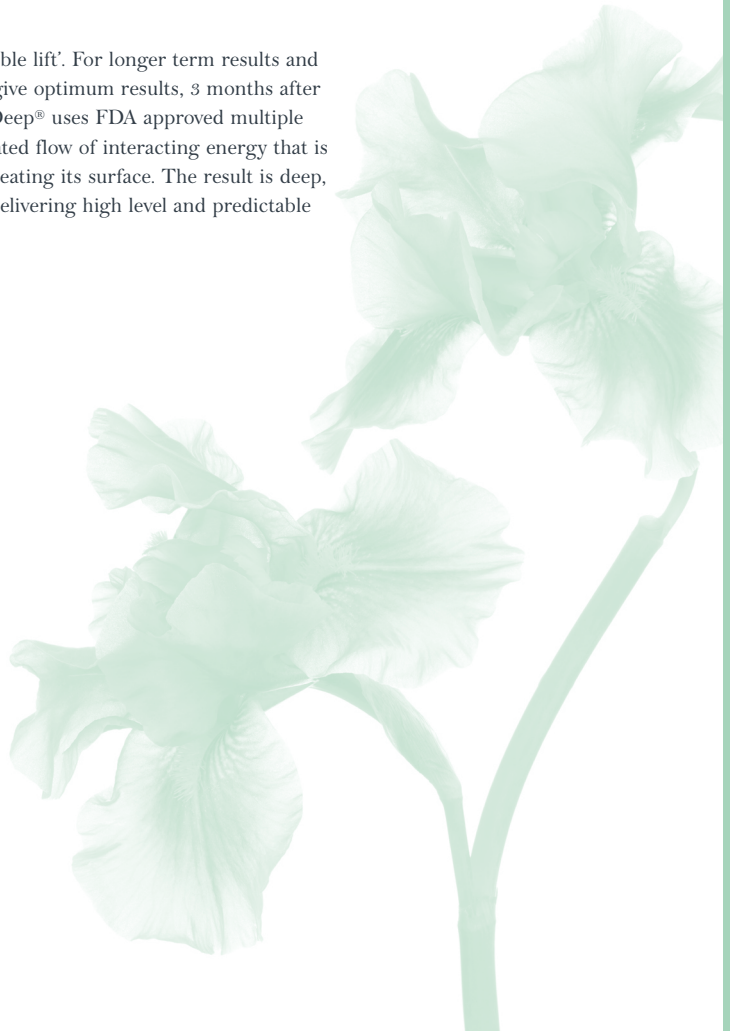 ble lift’. For longer term results and
give optimum results, 3 months after
Deep® uses FDA approved multiple
ted flow of interacting energy that is
eating its surface. The result is deep,
elivering high level and predictable